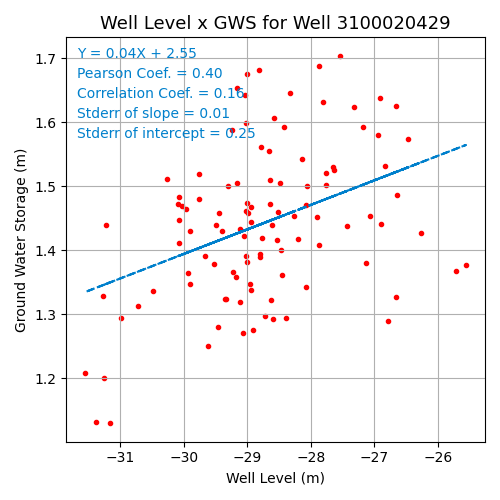 Well Level x GWS for Well 3100020429
Y = 0.04X + 2.55
Pearson Coef. = 0.40
Correlation Coef. = 0.16
Stderr of slope = 0.01
Stderr of intercept = 0.25
1.7
1.6
1.5
1.4
1.3
1.2
Ground Water Storage (m)
−31 −30 −29 −28 −27 −26
Well Level (m)